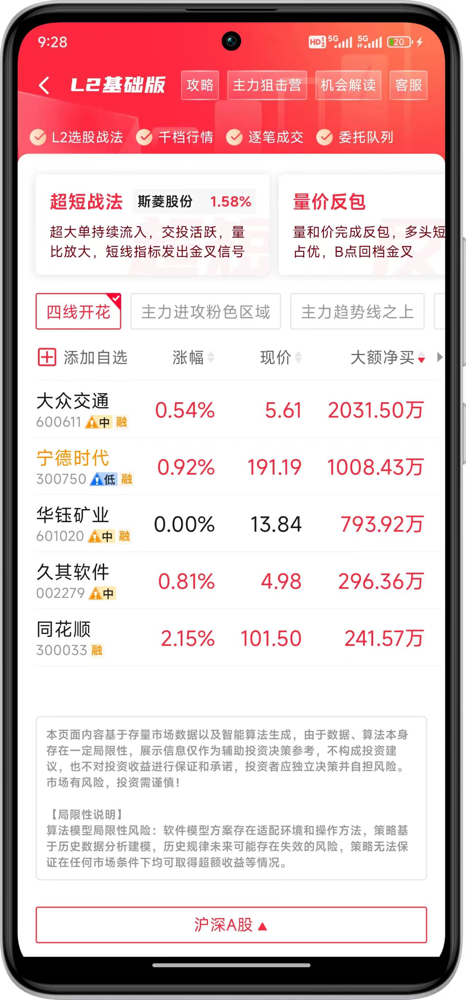 9:28
HD 1 2 5G 5G 20
L2基础版 攻略 主力狙击营 机会解读 客服
L2选股战法 千档行情 逐笔成交 委托队列
超短战法 斯菱股份 1.58%
超大单持续流入，交投活跃，量
比放大，短线指标发出金叉信号
量价反包
量和价完成反包，多头短
占优，B点回档金叉
四线开花 主力进攻粉色区域 主力趋势线之上
添加自选 涨幅 现价 大额净买
大众交通 0.54% 5.61 2031.50万
600611 中 融
宁德时代 0.92% 191.19 1008.43万
300750 低 融
华钰矿业 0.00% 13.84 793.92万
601020 中 融
久其软件 0.81% 4.98 296.36万
002279 中
同花顺 2.15% 101.50 241.57万
300033 融
本页面内容基于存量市场数据以及智能算法生成，由于数据、算法本身
存在一定局限性，展示信息仅作为辅助投资决策参考，不构成投资建
议，也不对投资收益进行保证和承诺，投资者应独立决策并自担风险。
市场有风险，投资需谨慎！
【局限性说明】
算法模型局限性风险：软件模型方案存在适配环境和操作方法，策略基
于历史数据分析建模，历史规律未来可能存在失效的风险，策略无法保
证在任何市场条件下均可取得超额收益等情况。
沪深A股